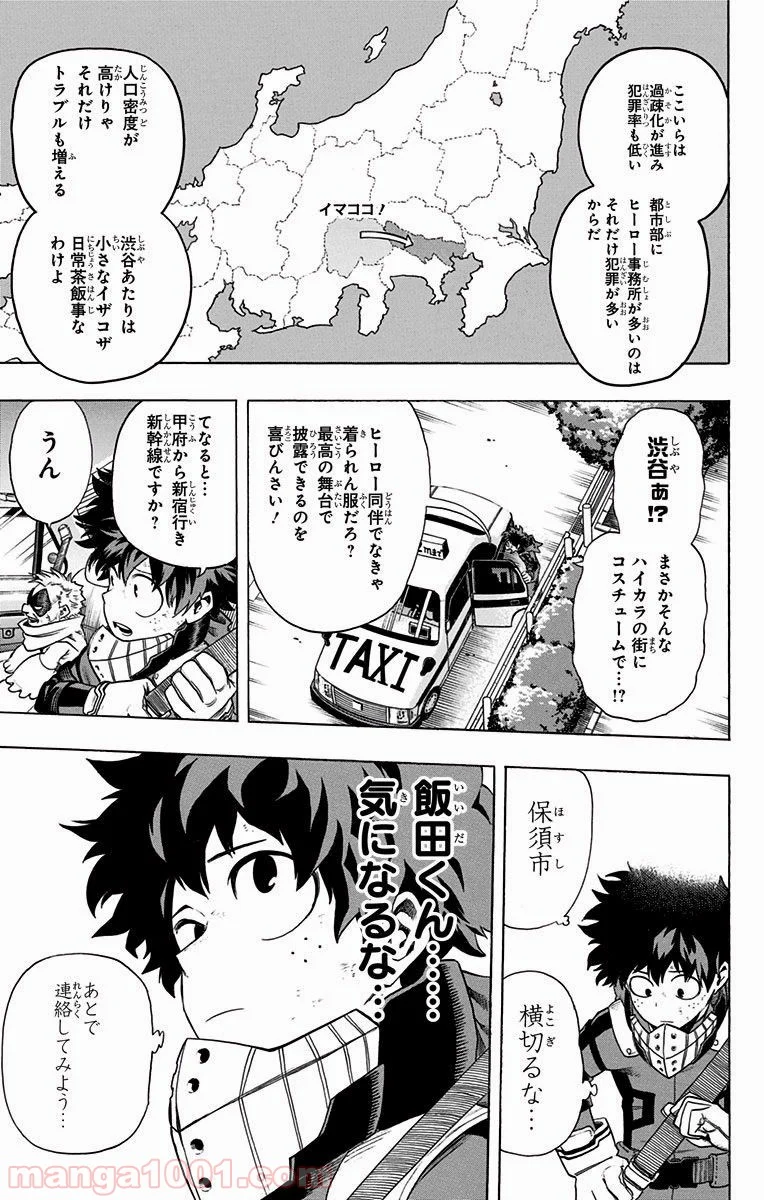 ここいらは
過疎化が進み
犯罪率も低い
都市部に
ヒーロー事務所が多いのは
それだけ犯罪が多い
からだ
イマココ!
人口密度が
高けりゃ
それだけ
トラブルも増える
渋谷あたりは
小さなイザコザ
日常茶飯事な
わけよ
渋谷ぁ!?
まさかそんな
ハイカラの街に
コスチュームで…!?
ヒーロー同伴でなきゃ
着られん服だろ?
最高の舞台で
披露できるのを
喜びんさい!
TAXI
てなると…
甲府から新宿行き
新幹線ですか?
うん
保須市
横切るな…
飯田くん……
気になるな…
あとで
連絡してみよう…
manga1001.com